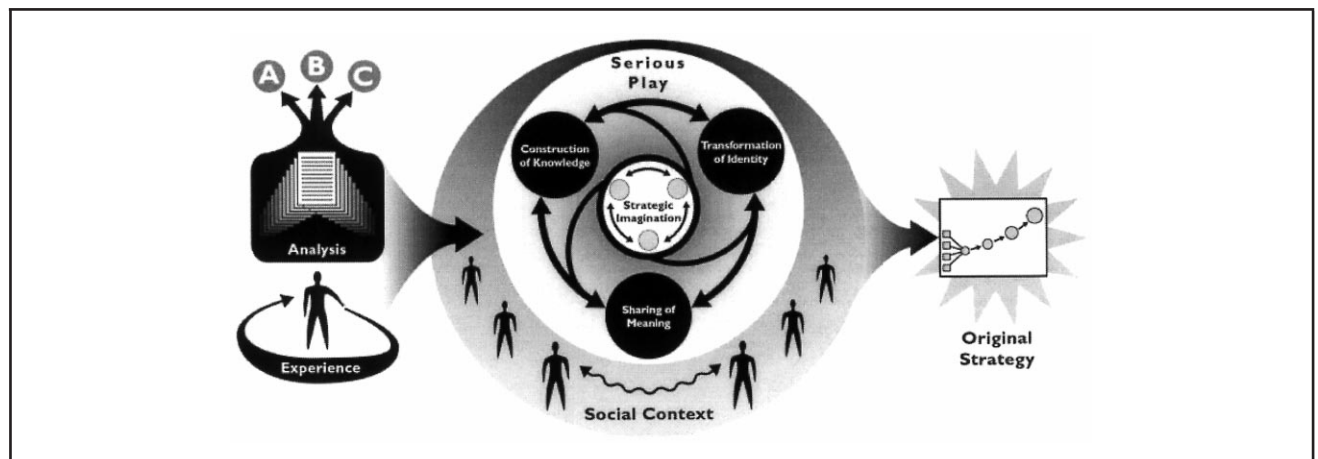 A
B
C
Analysis
Experience
Serious
Play
Construction
of Knowledge
Transformation
of Identity
Strategic
Imagination
Sharing of
Meaning
Social Context
Original
Strategy